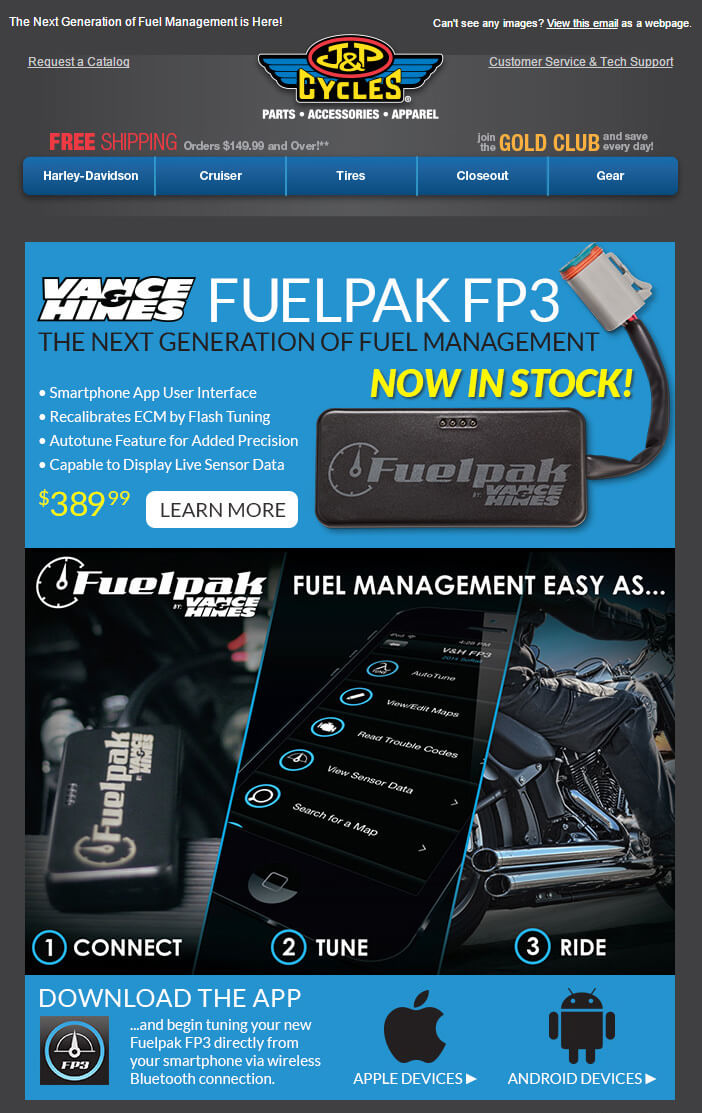 The Next Generation of Fuel Management is Here!
Can't see any images? View this email as a webpage.
Request a Catalog
J&P
CYCLES®
PARTS • ACCESSORIES • APPAREL
Customer Service & Tech Support
FREE SHIPPING Orders $149.99 and Over!**
join the GOLD CLUB and save every day!
Harley-Davidson Cruiser Tires Closeout Gear
VANCE & HINES FUELPAK FP3
THE NEXT GENERATION OF FUEL MANAGEMENT
NOW IN STOCK!
• Smartphone App User Interface
• Recalibrates ECM by Flash Tuning
• Autotune Feature for Added Precision
• Capable to Display Live Sensor Data
$389.99 LEARN MORE
Fuelpak
BY: VANCE & HINES
Fuelpak
BY: VANCE & HINES
FUEL MANAGEMENT EASY AS...
Fuelpak
BY: VANCE & HINES
iPod
4:28 PM
V&H FP3
AutoTune
View/Edit Maps
Read Trouble Codes
View Sensor Data
Search for a Map
1 CONNECT
2 TUNE
3 RIDE
DOWNLOAD THE APP
FP3
...and begin tuning your new
Fuelpak FP3 directly from
your smartphone via wireless
Bluetooth connection.
APPLE DEVICES ▶
ANDROID DEVICES ▶